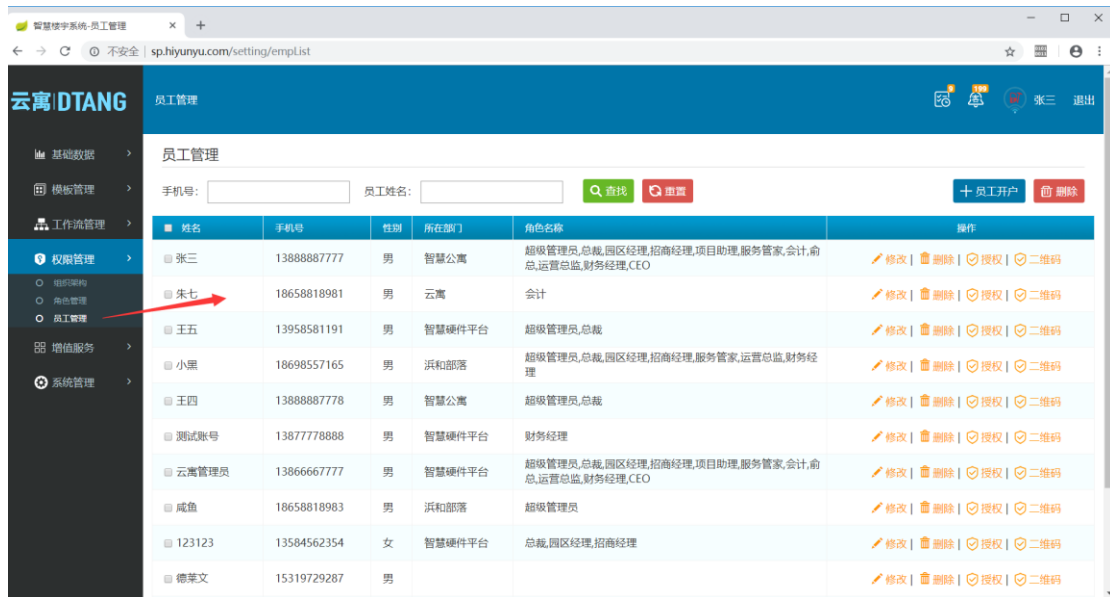 智慧楼宇系统-员工管理
不安全 | sp.hiyunyu.com/setting/empList
云寓 DTANG
员工管理
9
199
张三
退出
基础数据
模板管理
工作流管理
权限管理
组织架构
角色管理
员工管理
增值服务
系统管理
员工管理
手机号:
员工姓名:
查找
重置
员工开户
删除
姓名 手机号 性别 所在部门 角色名称 操作
张三 13888887777 男 智慧公寓 超级管理员,总裁,园区经理,招商经理,项目助理,服务管家,会计,俞
总,运营总监,财务经理,CEO
修改 | 删除 | 授权 | 二维码
朱七 18658818981 男 云寓 会计 修改 | 删除 | 授权 | 二维码
王五 13958581191 男 智慧硬件平台 超级管理员,总裁 修改 | 删除 | 授权 | 二维码
小黑 18698557165 男 浜和部落 超级管理员,总裁,园区经理,招商经理,服务管家,运营总监,财务经
理
修改 | 删除 | 授权 | 二维码
王四 13888887778 男 智慧公寓 超级管理员,总裁 修改 | 删除 | 授权 | 二维码
测试账号 13877778888 男 智慧硬件平台 财务经理 修改 | 删除 | 授权 | 二维码
云寓管理员 13866667777 男 智慧硬件平台 超级管理员,总裁,园区经理,招商经理,项目助理,服务管家,会计,俞
总,运营总监,财务经理,CEO
修改 | 删除 | 授权 | 二维码
咸鱼 18658818983 男 浜和部落 超级管理员 修改 | 删除 | 授权 | 二维码
123123 13584562354 女 智慧硬件平台 总裁,园区经理,招商经理 修改 | 删除 | 授权 | 二维码
德莱文 15319729287 男 修改 | 删除 | 授权 | 二维码